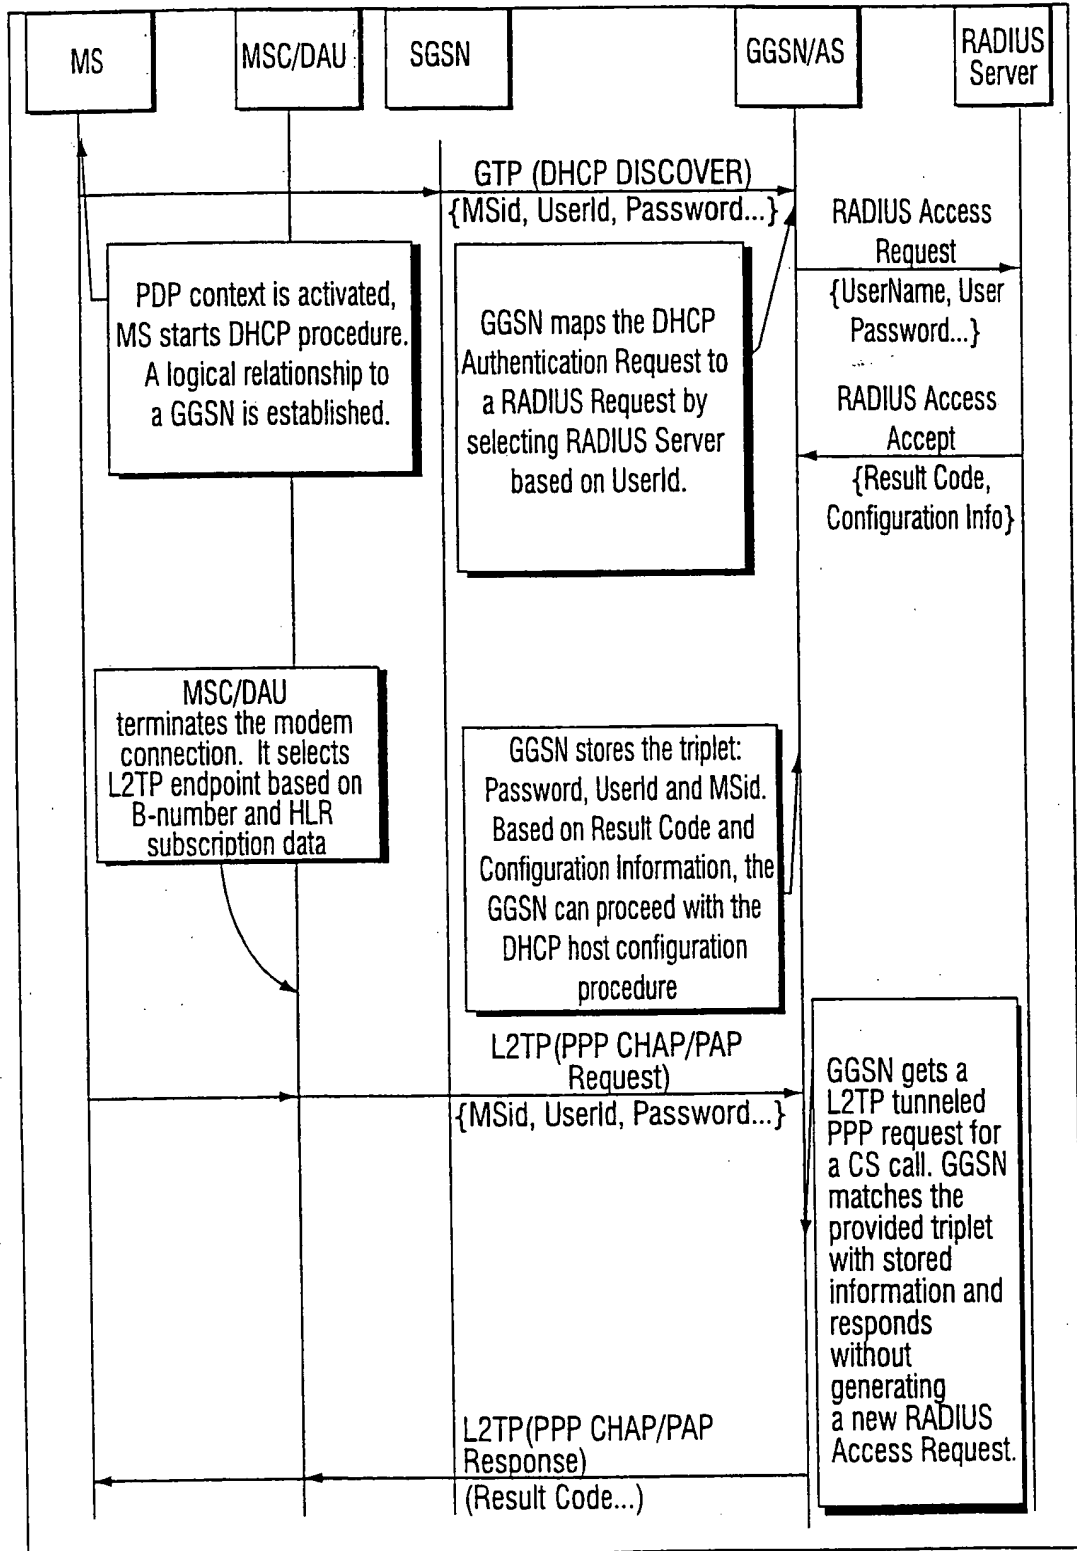 MS
MSC/DAU
SGSN
GGSN/AS
RADIUS
Server
GTP (DHCP DISCOVER)
{MSid, UserId, Password...}
RADIUS Access
Request
{UserName, User
Password...}
PDP context is activated,
MS starts DHCP procedure.
A logical relationship to
a GGSN is established.
GGSN maps the DHCP
Authentication Request to
a RADIUS Request by
selecting RADIUS Server
based on UserId.
RADIUS Access
Accept
{Result Code,
Configuration Info}
MSC/DAU
terminates the modem
connection. It selects
L2TP endpoint based on
B-number and HLR
subscription data
GGSN stores the triplet:
Password, UserId and MSid.
Based on Result Code and
Configuration Information, the
GGSN can proceed with the
DHCP host configuration
procedure
L2TP(PPP CHAP/PAP
Request)
{MSid, UserId, Password...}
GGSN gets a
L2TP tunneled
PPP request for
a CS call. GGSN
matches the
provided triplet
with stored
information and
responds
without
generating
a new RADIUS
Access Request.
L2TP(PPP CHAP/PAP
Response)
(Result Code...)